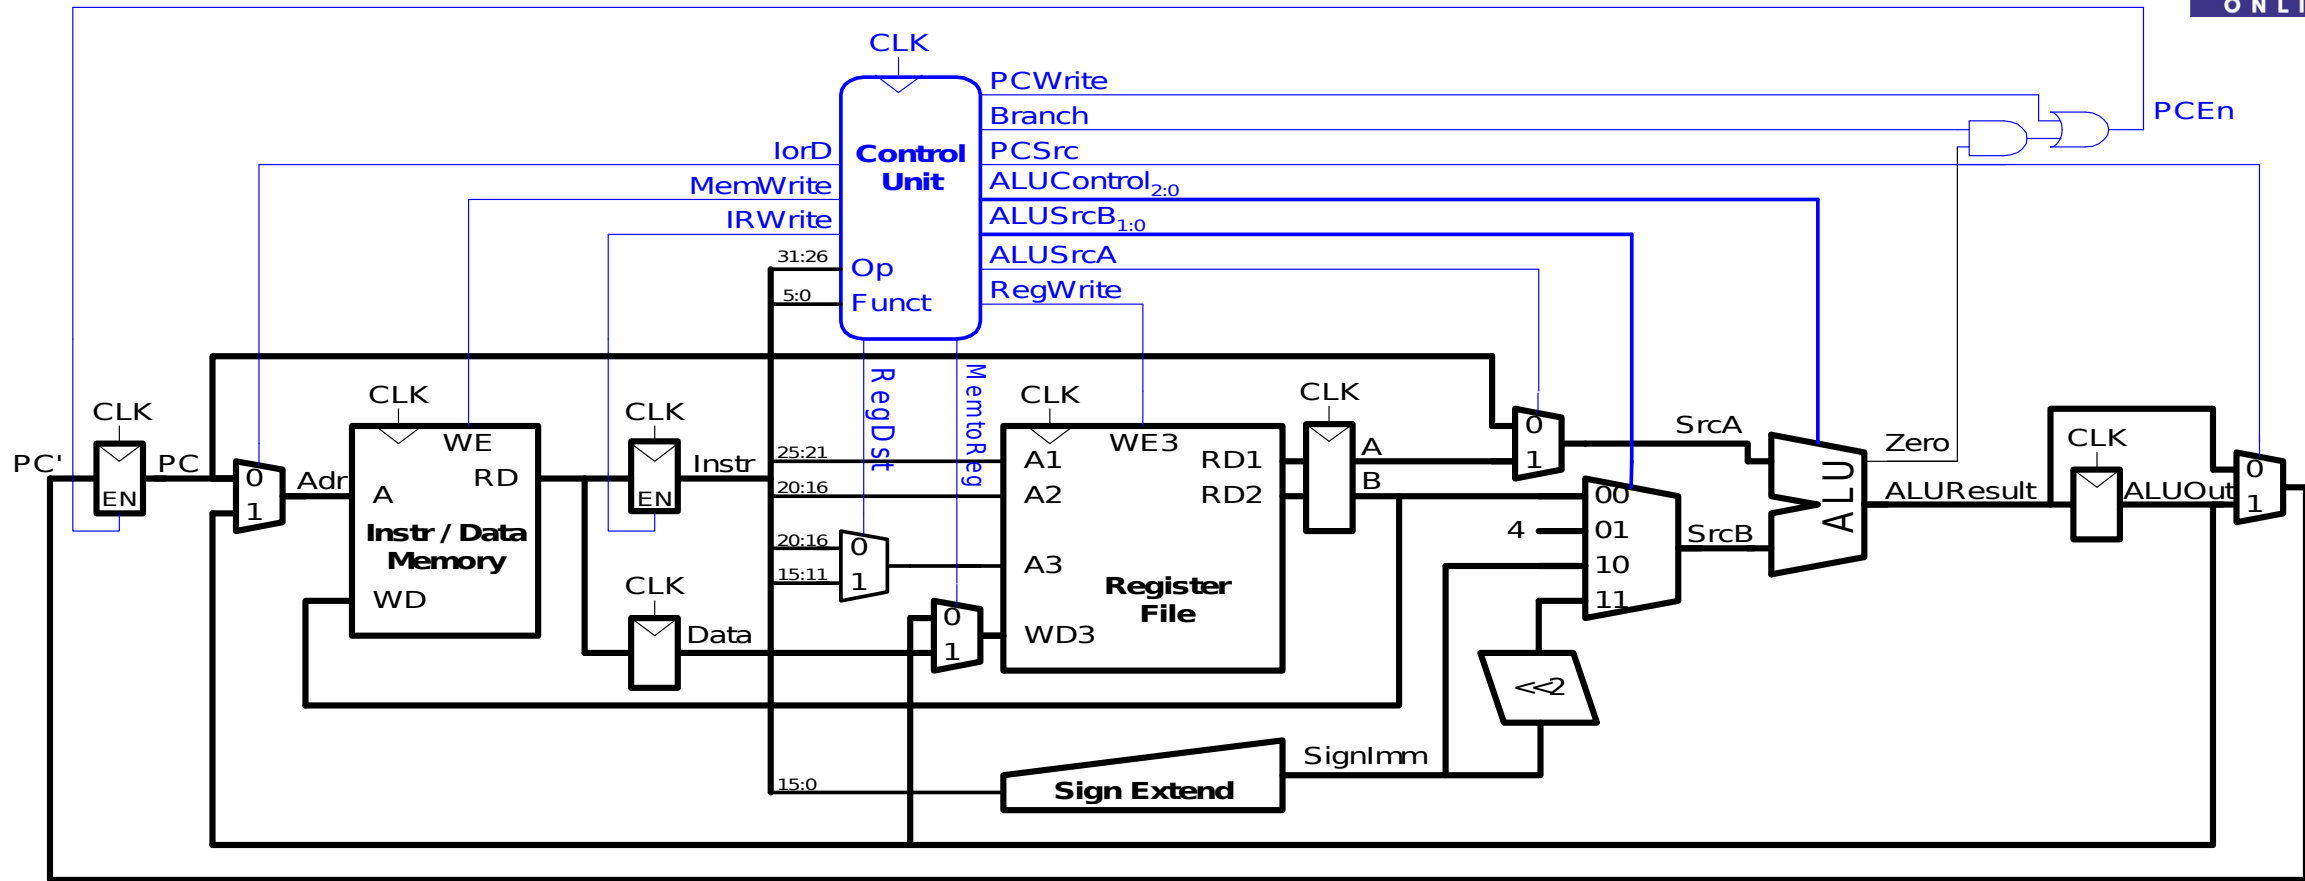 ONLI
CLK
PCWrite
Branch
PCEn
IorD
Control
Unit
PCSrc
MemWrite
ALUControl2:0
IRWrite
ALUSrcB1:0
31:26
Op
ALUSrcA
5:0
Funct
RegWrite
RegDst
MemtoReg
CLK
CLK
CLK
CLK
CLK
CLK
PC'
EN
PC
0
1
Adr
A
WE
RD
Instr / Data
Memory
WD
EN
Instr
CLK
Data
25:21
20:16
20:16
15:11
0
1
0
1
A1
A2
A3
WD3
WE3
RD1
RD2
Register
File
A
B
0
1
SrcA
00
4
01
10
11
SrcB
<<2
ALU
Zero
ALUResult
ALUOut
0
1
15:0
Sign Extend
SignImm